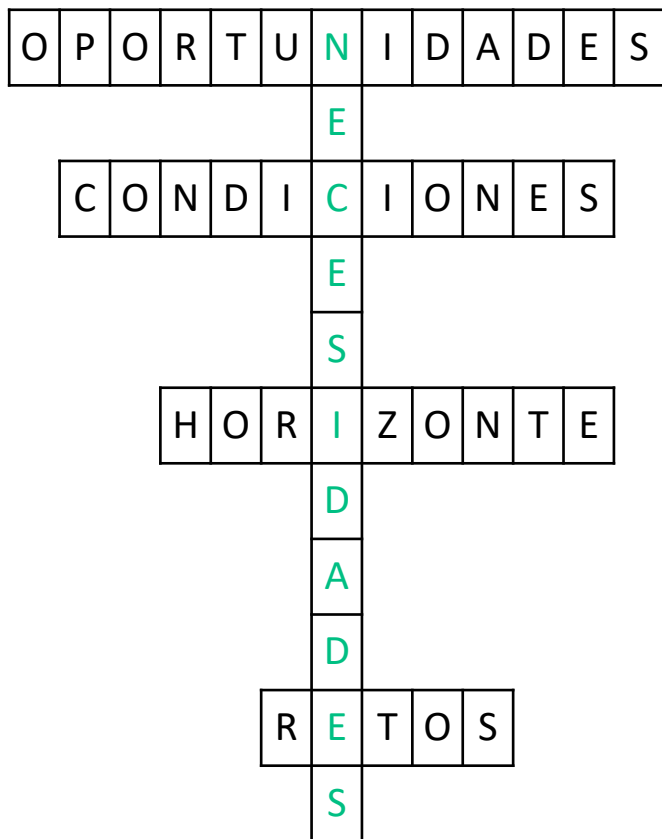 OPORTUNIDADES
E
CONDICIONES
E
S
HORIZONTE
D
A
D
RETOS
S